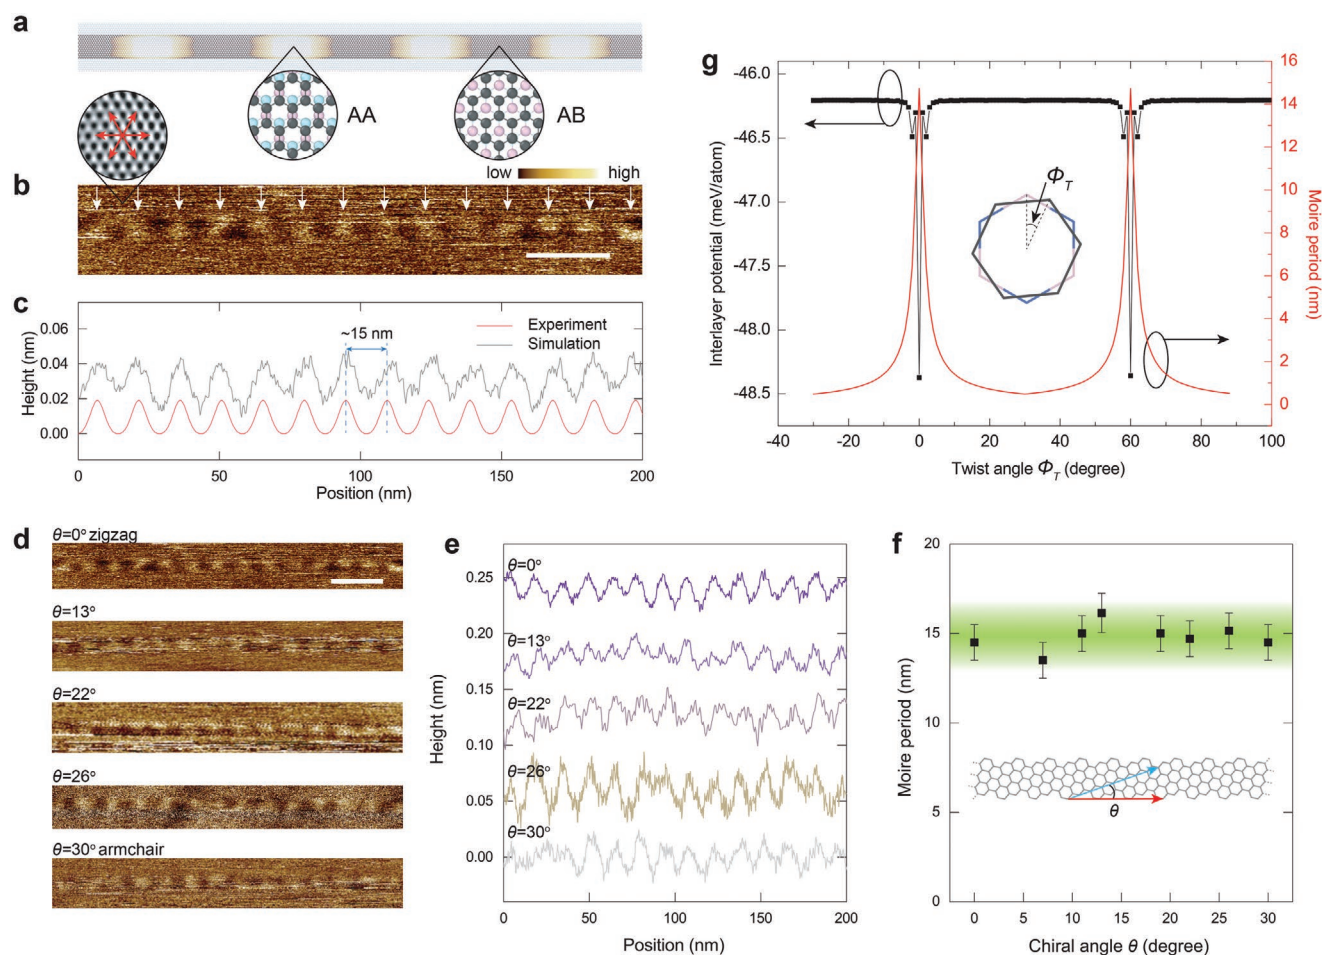 a
AA
AB
b
low
high
c
Height (nm)
0.06
0.04
0.02
0.00
~15 nm
Experiment
Simulation
0
50
100
150
200
Position (nm)
d
θ=0° zigzag
θ=13°
θ=22°
θ=26°
θ=30° armchair
e
Height (nm)
0.25
0.20
0.15
0.10
0.05
0.00
θ=0°
θ=13°
θ=22°
θ=26°
θ=30°
0
50
100
150
200
Position (nm)
g
Interlayer potential (meV/atom)
-46.0
-46.5
-47.0
-47.5
-48.0
-48.5
Φ_T
16
14
12
10
8
6
4
2
0
Moire period (nm)
-40
-20
0
20
40
60
80
100
Twist angle Φ_T (degree)
f
Moire period (nm)
20
15
10
5
0
θ
0
5
10
15
20
25
30
Chiral angle θ (degree)